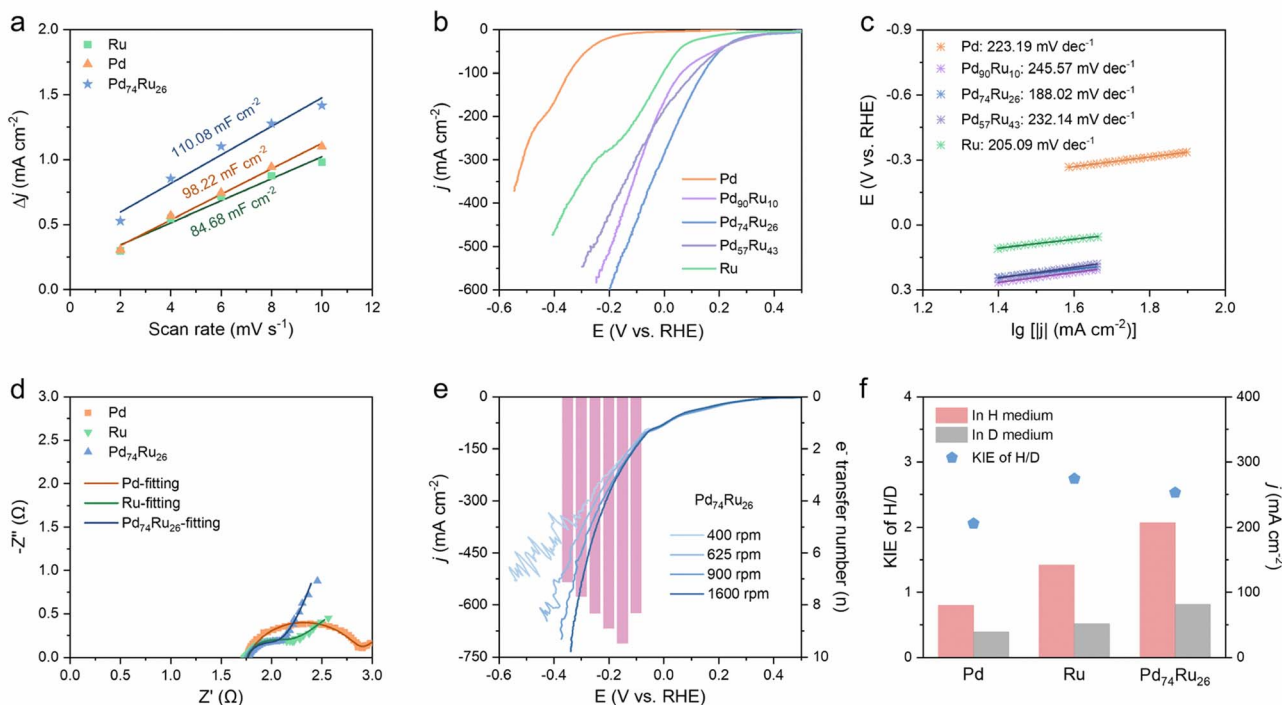 a
Ru
Pd
Pd₇₄Ru₂₆
110.08 mF cm⁻²
98.22 mF cm⁻²
84.68 mF cm⁻²
Δj (mA cm⁻²)
2.0
1.5
1.0
0.5
0.0
0 2 4 6 8 10 12
Scan rate (mV s⁻¹)
b
j (mA cm⁻²)
0
-100
-200
-300
-400
-500
-600
Pd
Pd₉₀Ru₁₀
Pd₇₄Ru₂₆
Pd₅₇Ru₄₃
Ru
-0.6 -0.4 -0.2 0.0 0.2 0.4
E (V vs. RHE)
c
E (V vs. RHE)
-0.9
-0.6
-0.3
0.0
0.3
Pd: 223.19 mV dec⁻¹
Pd₉₀Ru₁₀: 245.57 mV dec⁻¹
Pd₇₄Ru₂₆: 188.02 mV dec⁻¹
Pd₅₇Ru₄₃: 232.14 mV dec⁻¹
Ru: 205.09 mV dec⁻¹
1.2 1.4 1.6 1.8 2.0
lg [|j| (mA cm⁻²)]
d
-Z'' (Ω)
3.0
2.5
2.0
1.5
1.0
0.5
0.0
Pd
Ru
Pd₇₄Ru₂₆
Pd-fitting
Ru-fitting
Pd₇₄Ru₂₆-fitting
0.0 0.5 1.0 1.5 2.0 2.5 3.0
Z' (Ω)
e
j (mA cm⁻²)
0
-150
-300
-450
-600
-750
Pd₇₄Ru₂₆
400 rpm
625 rpm
900 rpm
1600 rpm
0
2
4
6
8
10
e⁻ transfer number (n)
-0.6 -0.4 -0.2 0.0 0.2 0.4
E (V vs. RHE)
f
KIE of H/D
4
3
2
1
0
In H medium
In D medium
KIE of H/D
400
300
200
100
0
j (mA cm⁻²)
Pd Ru Pd₇₄Ru₂₆